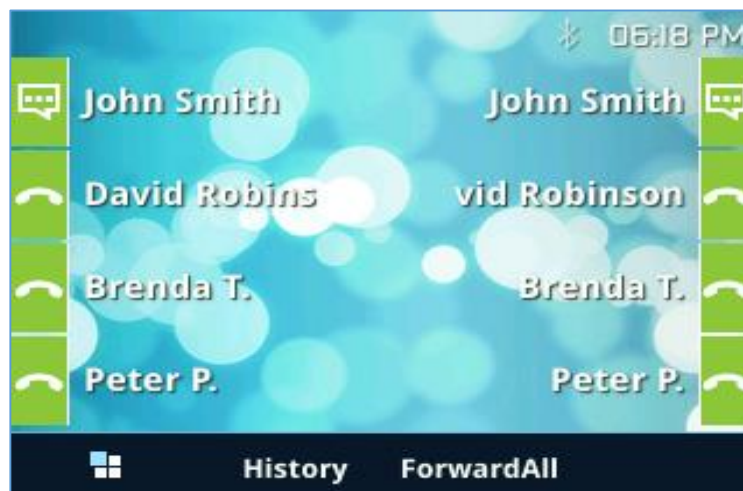 06:18 PM
John Smith John Smith
David Robins vid Robinson
Brenda T. Brenda T.
Peter P. Peter P.
History ForwardAll